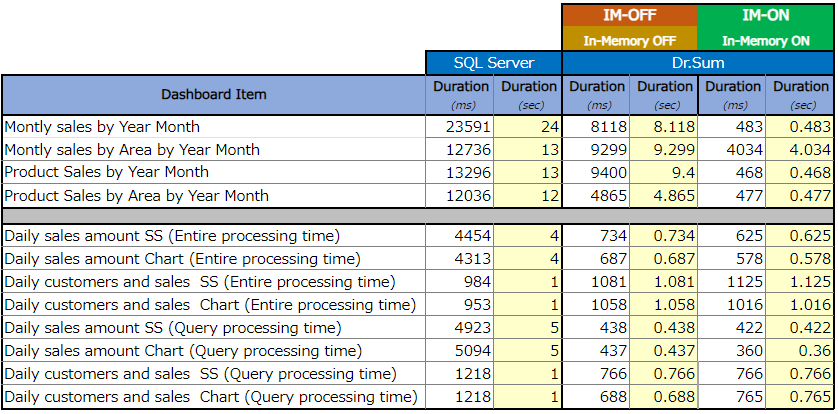 IM-OFF IM-ON
In-Memory OFF In-Memory ON
SQL Server Dr.Sum
Dashboard Item Duration (ms) Duration (sec) Duration (ms) Duration (sec) Duration (ms) Duration (sec)
Montly sales by Year Month 23591 24 8118 8.118 483 0.483
Montly sales by Area by Year Month 12736 13 9299 9.299 4034 4.034
Product Sales by Year Month 13296 13 9400 9.4 468 0.468
Product Sales by Area by Year Month 12036 12 4865 4.865 477 0.477
Daily sales amount SS (Entire processing time) 4454 4 734 0.734 625 0.625
Daily sales amount Chart (Entire processing time) 4313 4 687 0.687 578 0.578
Daily customers and sales SS (Entire processing time) 984 1 1081 1.081 1125 1.125
Daily customers and sales Chart (Entire processing time) 953 1 1058 1.058 1016 1.016
Daily sales amount SS (Query processing time) 4923 5 438 0.438 422 0.422
Daily sales amount Chart (Query processing time) 5094 5 437 0.437 360 0.36
Daily customers and sales SS (Query processing time) 1218 1 766 0.766 766 0.766
Daily customers and sales Chart (Query processing time) 1218 1 688 0.688 765 0.765